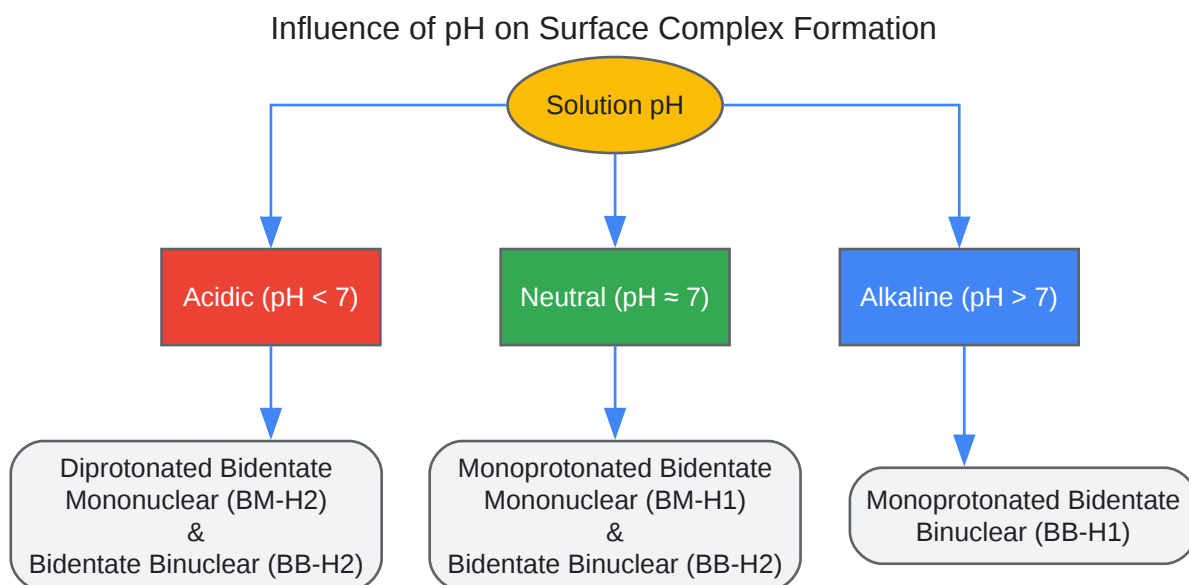 Influence of pH on Surface Complex Formation
Solution pH
Acidic (pH < 7)
Neutral (pH ≈ 7)
Alkaline (pH > 7)
Diprotonated Bidentate
Mononuclear (BM-H2)
&
Bidentate Binuclear (BB-H2)
Monoprotonated Bidentate
Mononuclear (BM-H1)
&
Bidentate Binuclear (BB-H2)
Monoprotonated Bidentate
Binuclear (BB-H1)